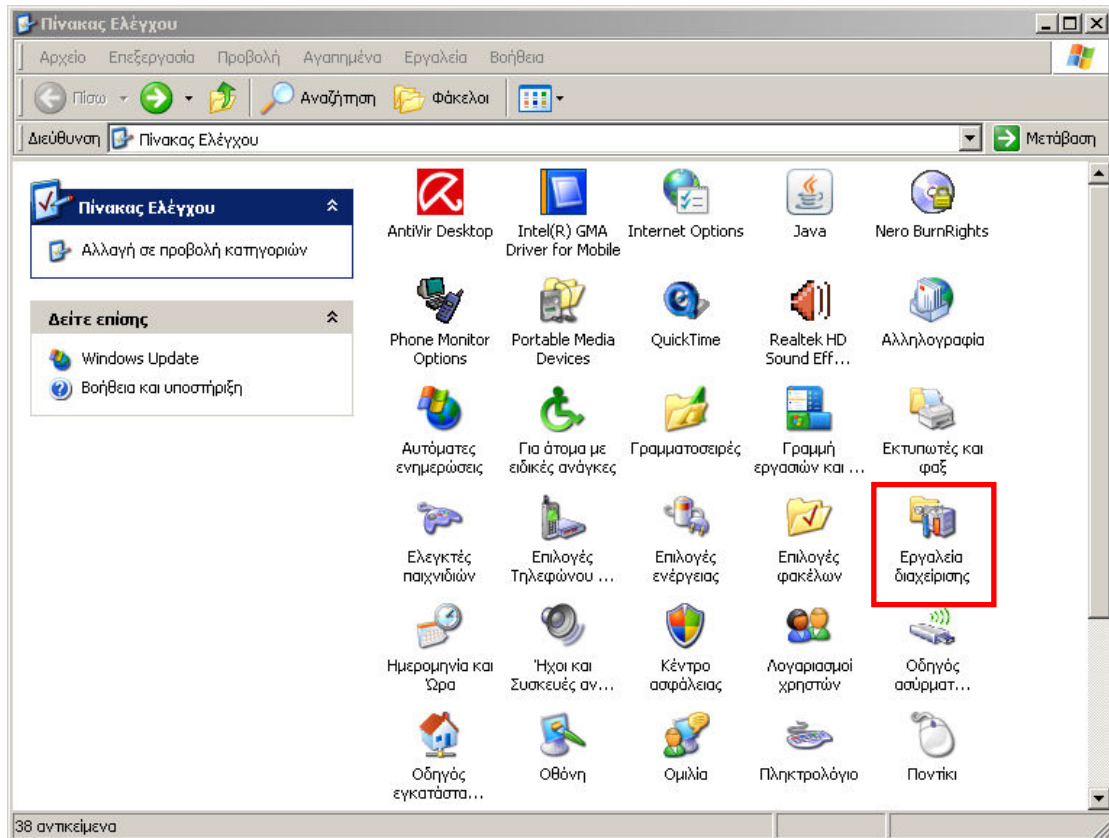 Πίνακας Ελέγχου
Αρχείο Επεξεργασία Προβολή Αγαπημένα Εργαλεία Βοήθεια
Πίσω Αναζήτηση Φάκελοι
Διεύθυνση Πίνακας Ελέγχου Μετάβαση
Πίνακας Ελέγχου
Αλλαγή σε προβολή κατηγοριών
Δείτε επίσης
Windows Update
Βοήθεια και υποστήριξη
AntiVir Desktop
Intel(R) GMA
Driver for Mobile
Internet Options
Java
Nero BurnRights
Phone Monitor
Options
Portable Media
Devices
QuickTime
Realtek HD
Sound Eff...
Αλληλογραφία
Αυτόματες
ενημερώσεις
Για άτομα με
ειδικές ανάγκες
Γραμματοσειρές
Γραμμή
εργασιών και ...
Εκτυπωτές και
φαξ
Ελεγκτές
παιχνιδιών
Επιλογές
Τηλεφώνου ...
Επιλογές
ενέργειας
Επιλογές
φακέλων
Εργαλεία
διαχείρισης
Ημερομηνία και
Ώρα
Ήχοι και
Συσκευές αν...
Κέντρο
ασφάλειας
Λογαριασμοί
χρηστών
Οδηγός
ασύρματ...
Οδηγός
εγκατάστα...
Οθόνη
Ομιλία
Πληκτρολόγιο
Ποντίκι
38 αντικείμενα